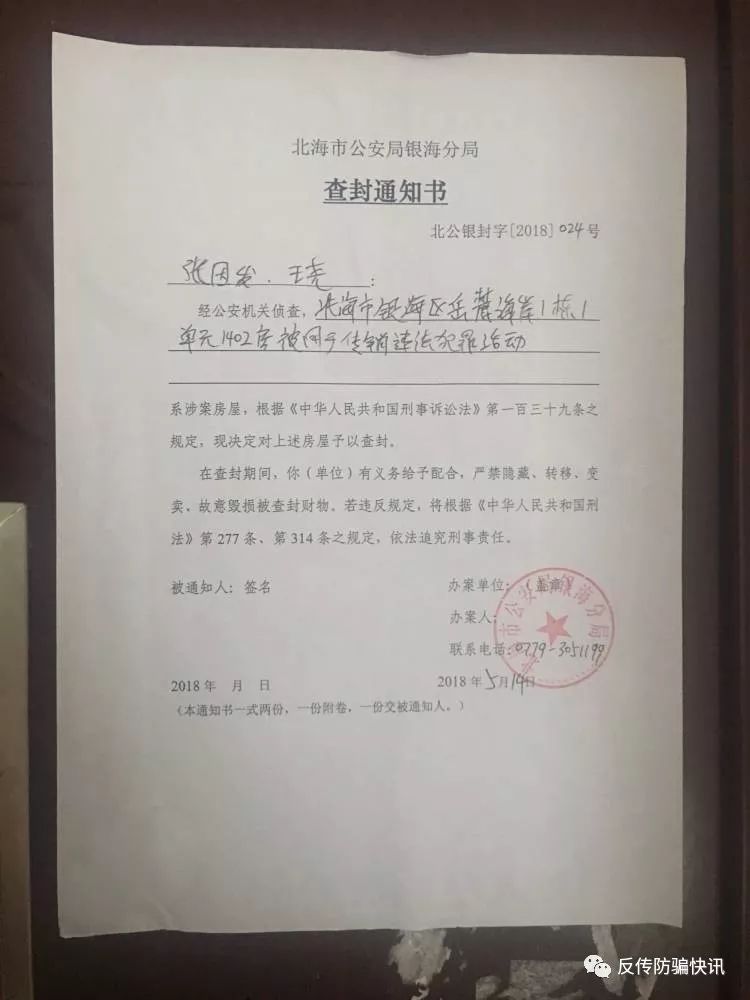 北海市公安局银海分局
查封通知书
北公银封字[2018]024号
张因发、王尧：
经公安机关侦查，北海市银海区岳麓海岸1栋1
单元1402房被用于传销违法犯罪活动
系涉案房屋，根据《中华人民共和国刑事诉讼法》第一百三十九条之
规定，现决定对上述房屋予以查封。
在查封期间，你（单位）有义务给予配合，严禁隐藏、转移、变
卖、故意毁损被查封财物。若违反规定，将根据《中华人民共和国刑
法》第277条、第314条之规定，依法追究刑事责任。
被通知人：签名
办案单位：（盖章）
办案人：
联系电话：0779-3051199
北海市公安局银海分局
2018年 月 日
2018年5月14日
（本通知书一式两份，一份附卷，一份交被通知人。）
反传防骗快讯